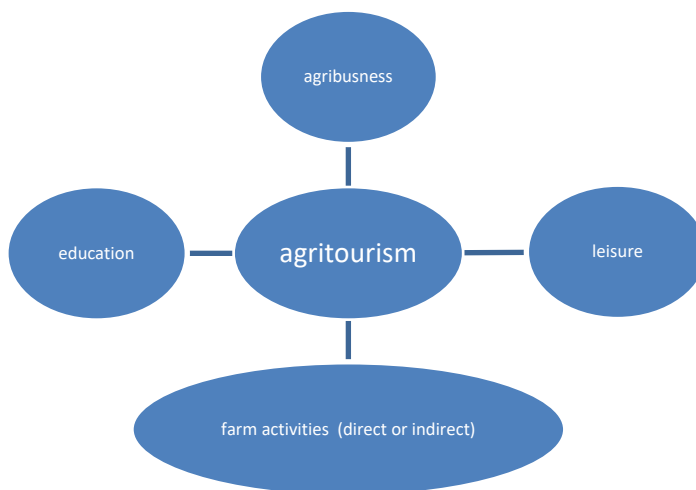 agribusness
education
agritourism
leisure
farm activities  (direct or indirect)